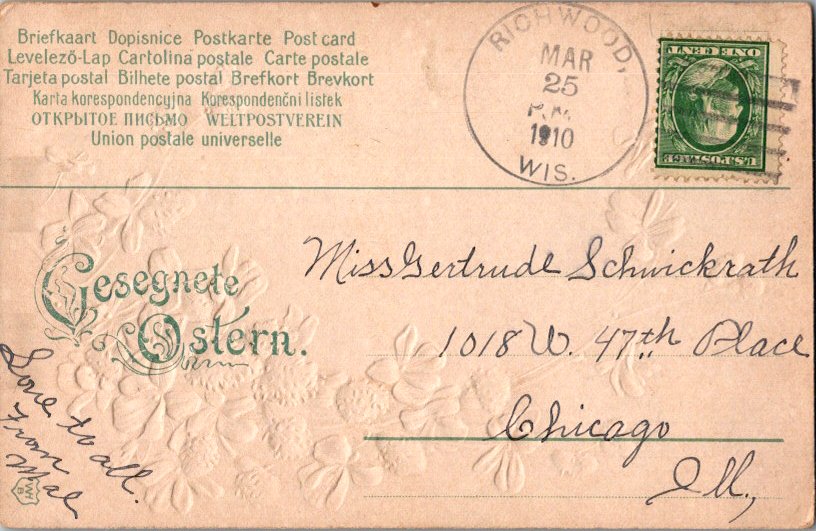 Briefkaart Dopisnice Postkarte Post card
Levelező-Lap Cartolina postale Carte postale
Tarjeta postal Bilhete postal Brefkort Brevkort
Karta korespondencyjna Korespondenční lístek
ОТКРЫТОЕ ПИСЬМО WELTPOSTVEREIN
Union postale universelle
RICHWOOD,
MAR
25
P.M.
1910
WIS.
U.S. POSTAGE
ONE CENT
Gesegnete
Ostern.
Miss Gertrude Schwickrath
1018 W. 47th Place
Chicago
Ill.,
Love to all.
From
Mae